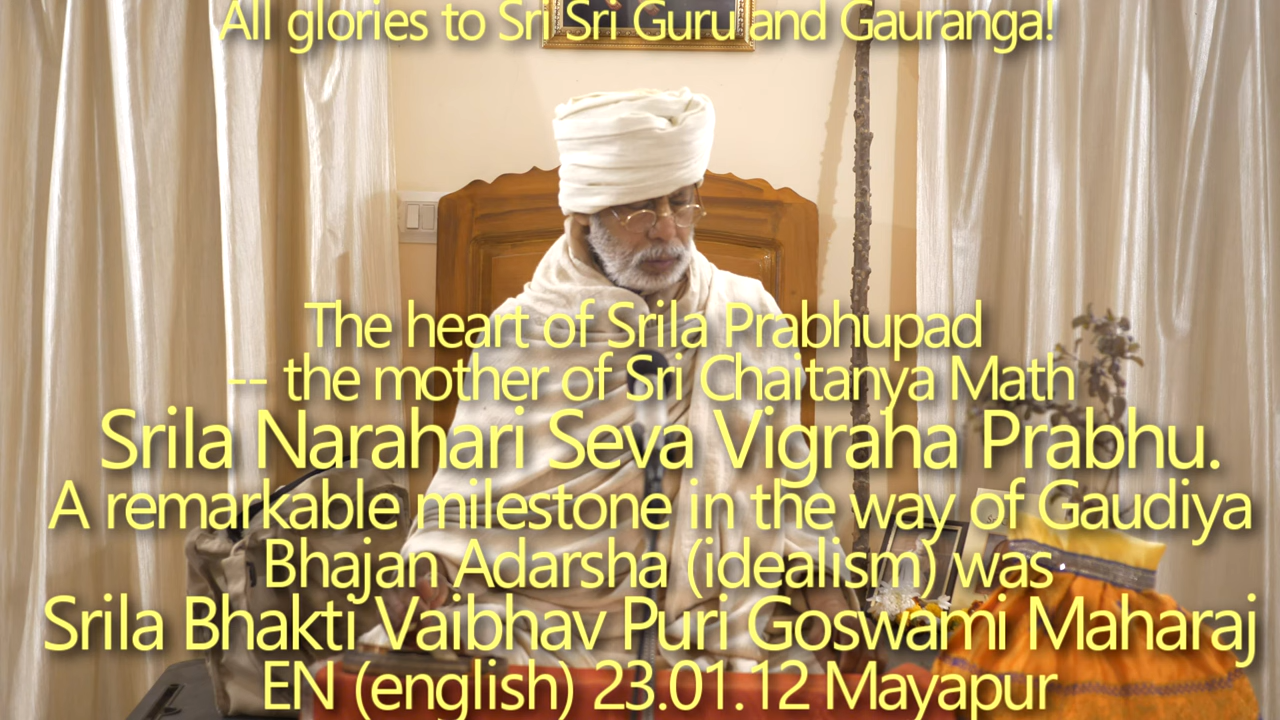 All glories to Sri Sri Guru and Gauranga!
The heart of Srila Prabhupad
-- the mother of Sri Chaitanya Math
Srila Narahari Seva Vigraha Prabhu.
A remarkable milestone in the way of Gaudiya
Bhajan Adarsha (idealism) was
Srila Bhakti Vaibhav Puri Goswami Maharaj
EN (english) 23.01.12 Mayapur